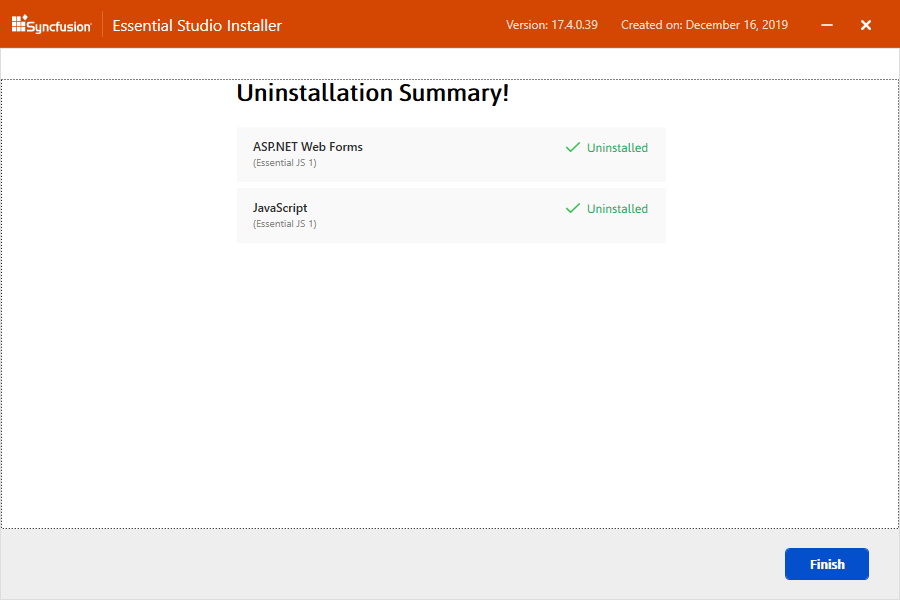 Syncfusion Essential Studio Installer Version: 17.4.0.39 Created on: December 16, 2019
Uninstallation Summary!
ASP.NET Web Forms Uninstalled
(Essential JS 1)
JavaScript Uninstalled
(Essential JS 1)
Finish